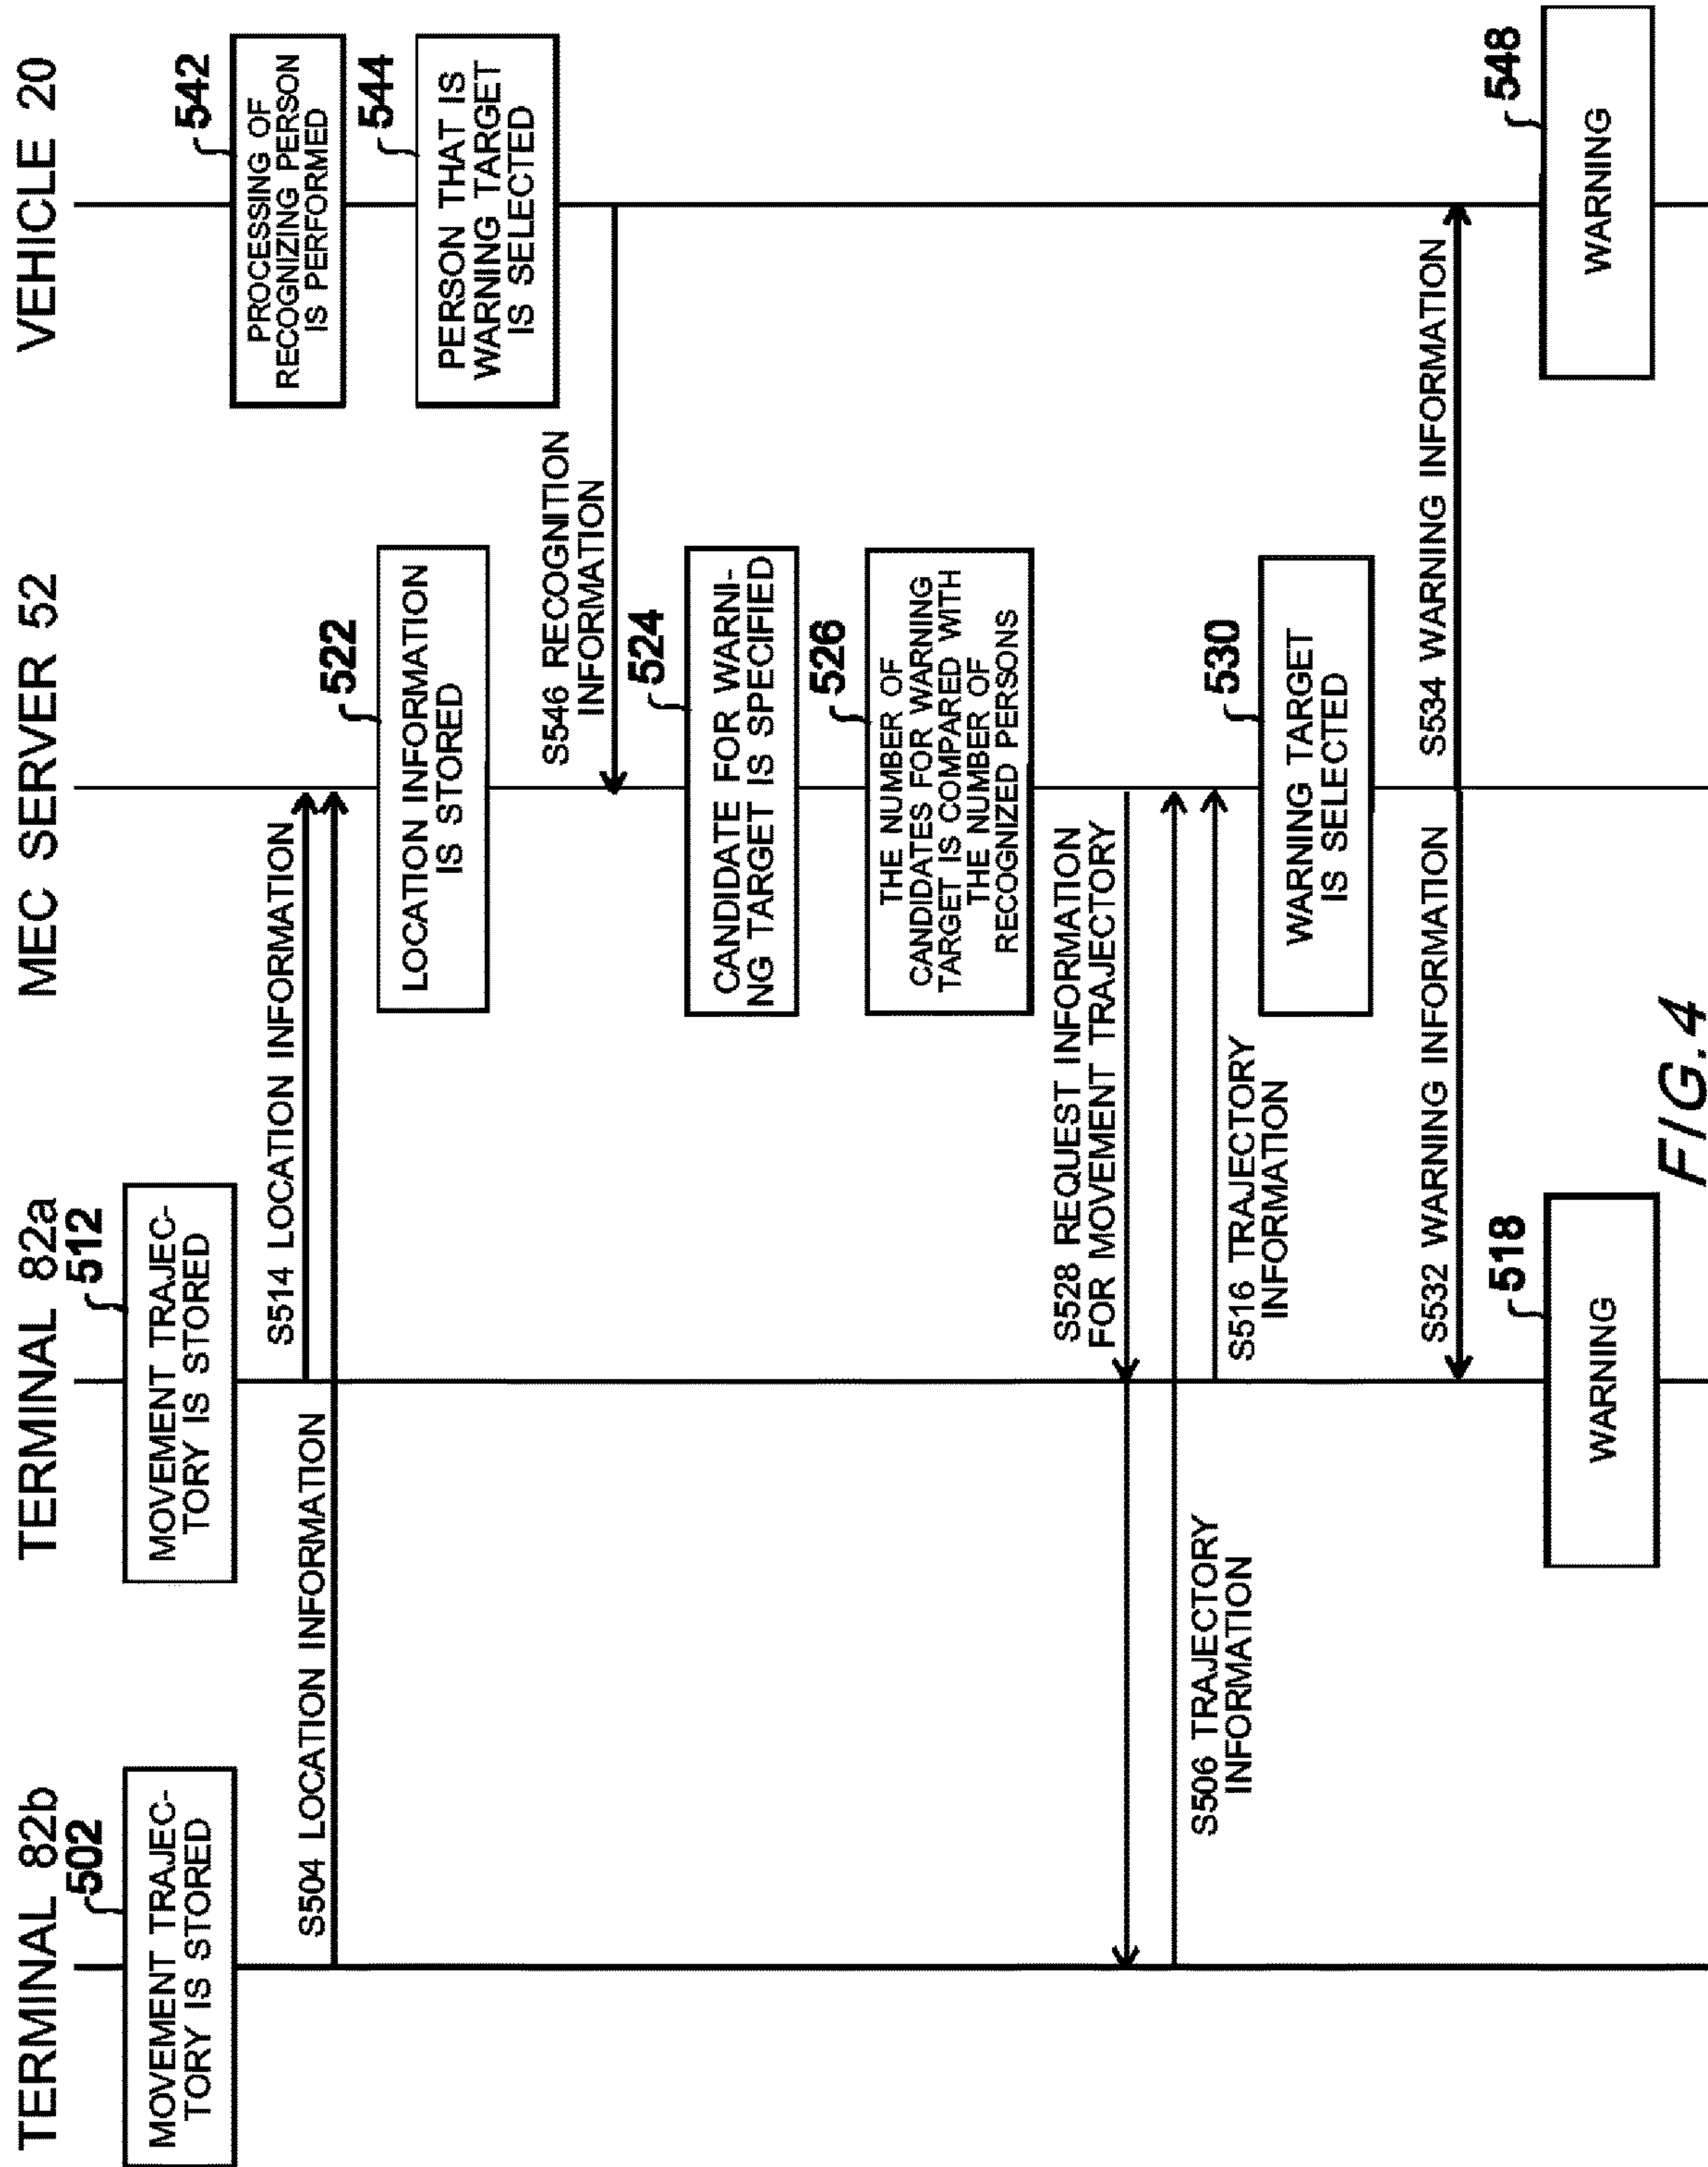 TERMINAL 82b
TERMINAL 82a
MEC SERVER 52
VEHICLE 20
502
MOVEMENT TRAJEC-
TORY IS STORED
512
MOVEMENT TRAJEC-
TORY IS STORED
542
PROCESSING OF
RECOGNIZING PERSON
IS PERFORMED
S514 LOCATION INFORMATION
S504 LOCATION INFORMATION
522
LOCATION INFORMATION
IS STORED
544
PERSON THAT IS
WARNING TARGET
IS SELECTED
S546 RECOGNITION
INFORMATION
524
CANDIDATE FOR WARNI-
NG TARGET IS SPECIFIED
526
THE NUMBER OF
CANDIDATES FOR WARNING
TARGET IS COMPARED WITH
THE NUMBER OF
RECOGNIZED PERSONS
S528 REQUEST INFORMATION
FOR MOVEMENT TRAJECTORY
S506 TRAJECTORY
INFORMATION
S516 TRAJECTORY
INFORMATION
530
WARNING TARGET
IS SELECTED
S532 WARNING INFORMATION
S534 WARNING INFORMATION
518
WARNING
548
WARNING
FIG.4